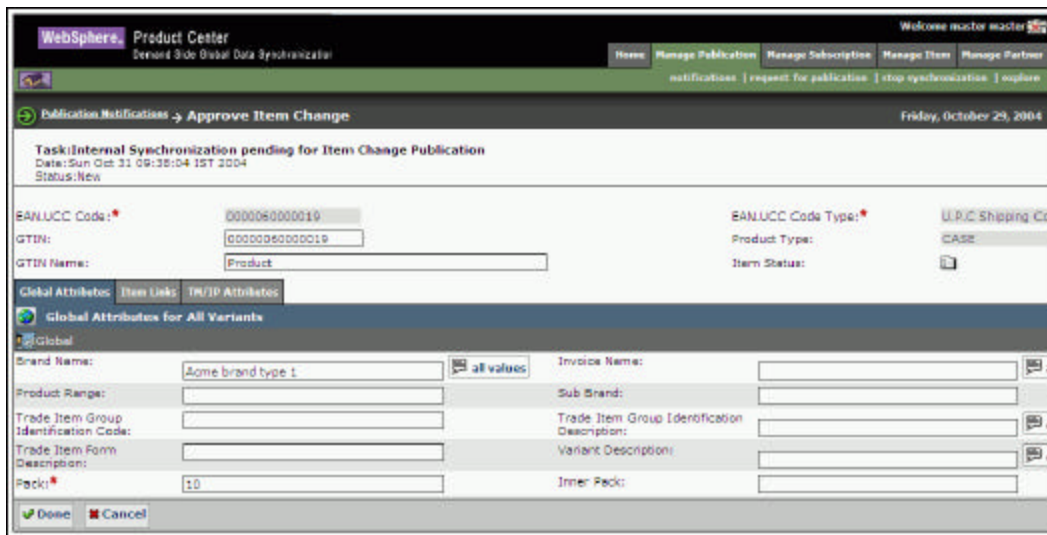 Welcome master master
WebSphere. Product Center
Demand Side Global Data Synchronization
Home Manage Publication Manage Subscription Manage Item Manage Partner
notifications | request for publication | stop synchronization | explore
Publication Notifications → Approve Item Change Friday, October 29, 2004
Task:Internal Synchronization pending for Item Change Publication
Date:Sun Oct 31 09:38:04 IST 2004
Status:New
EAN.UCC Code:* 0000060000019 EAN.UCC Code Type:* U.P.C Shipping Co
GTIN: 00000060000019 Product Type: CASE
GTIN Name: Product Item Status:
Global Attributes Item Links TM/IP Attributes
Global Attributes for All Variants
Global
Brand Name: Acme brand type 1 all values Invoice Name:
Product Range: Sub Brand:
Trade Item Group Identification Code: Trade Item Group Identification Description:
Trade Item Form Description: Variant Description:
Pack:* 10 Inner Pack:
Done Cancel